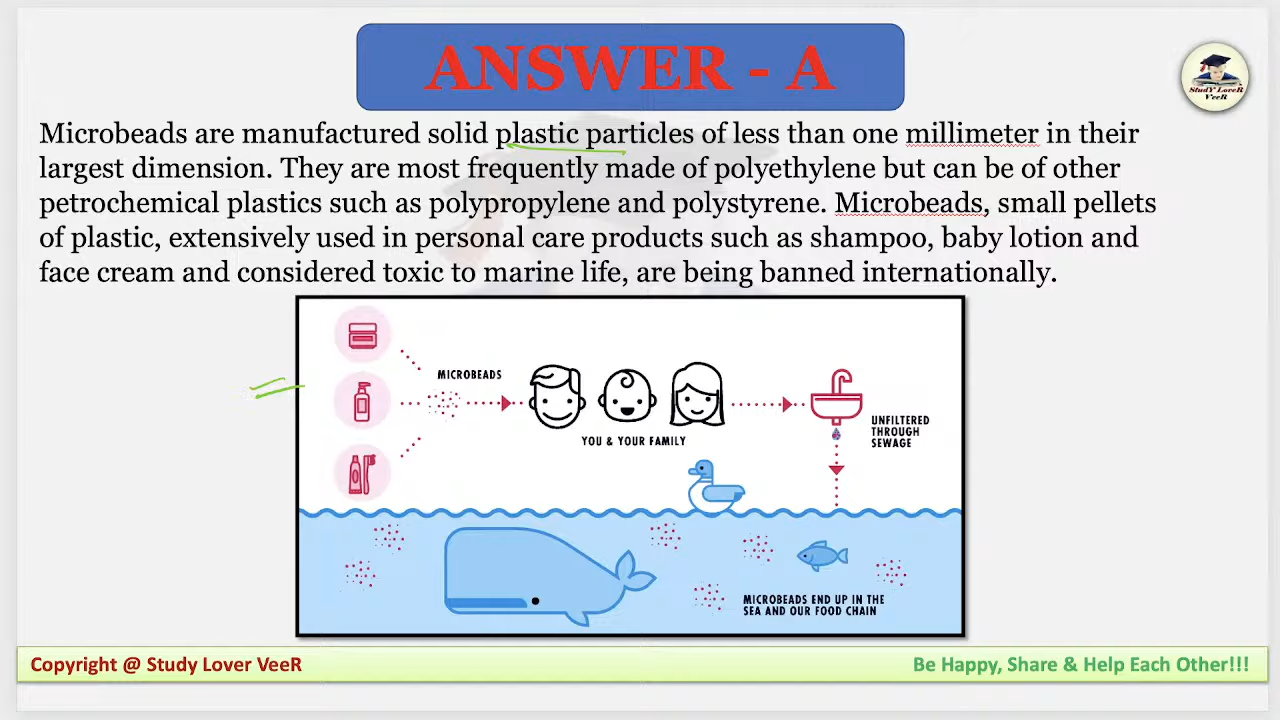 ANSWER - A
StudY LoveR
VeeR
Microbeads are manufactured solid plastic particles of less than one millimeter in their
largest dimension. They are most frequently made of polyethylene but can be of other
petrochemical plastics such as polypropylene and polystyrene. Microbeads, small pellets
of plastic, extensively used in personal care products such as shampoo, baby lotion and
face cream and considered toxic to marine life, are being banned internationally.
MICROBEADS
YOU & YOUR FAMILY
UNFILTERED
THROUGH
SEWAGE
MICROBEADS END UP IN THE
SEA AND OUR FOOD CHAIN
Copyright @ Study Lover VeeR
Be Happy, Share & Help Each Other!!!